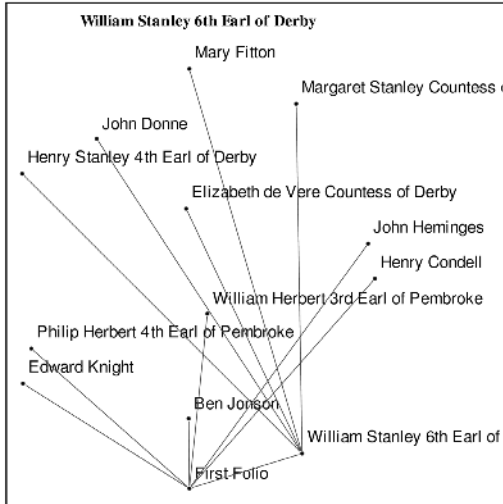 William Stanley 6th Earl of Derby
Mary Fitton
Margaret Stanley Countess
John Donne
Henry Stanley 4th Earl of Derby
Elizabeth de Vere Countess of Derby
John Heminges
Henry Condell
William Herbert 3rd Earl of Pembroke
Philip Herbert 4th Earl of Pembroke
Edward Knight
Ben Jonson
William Stanley 6th Earl of
First Folio